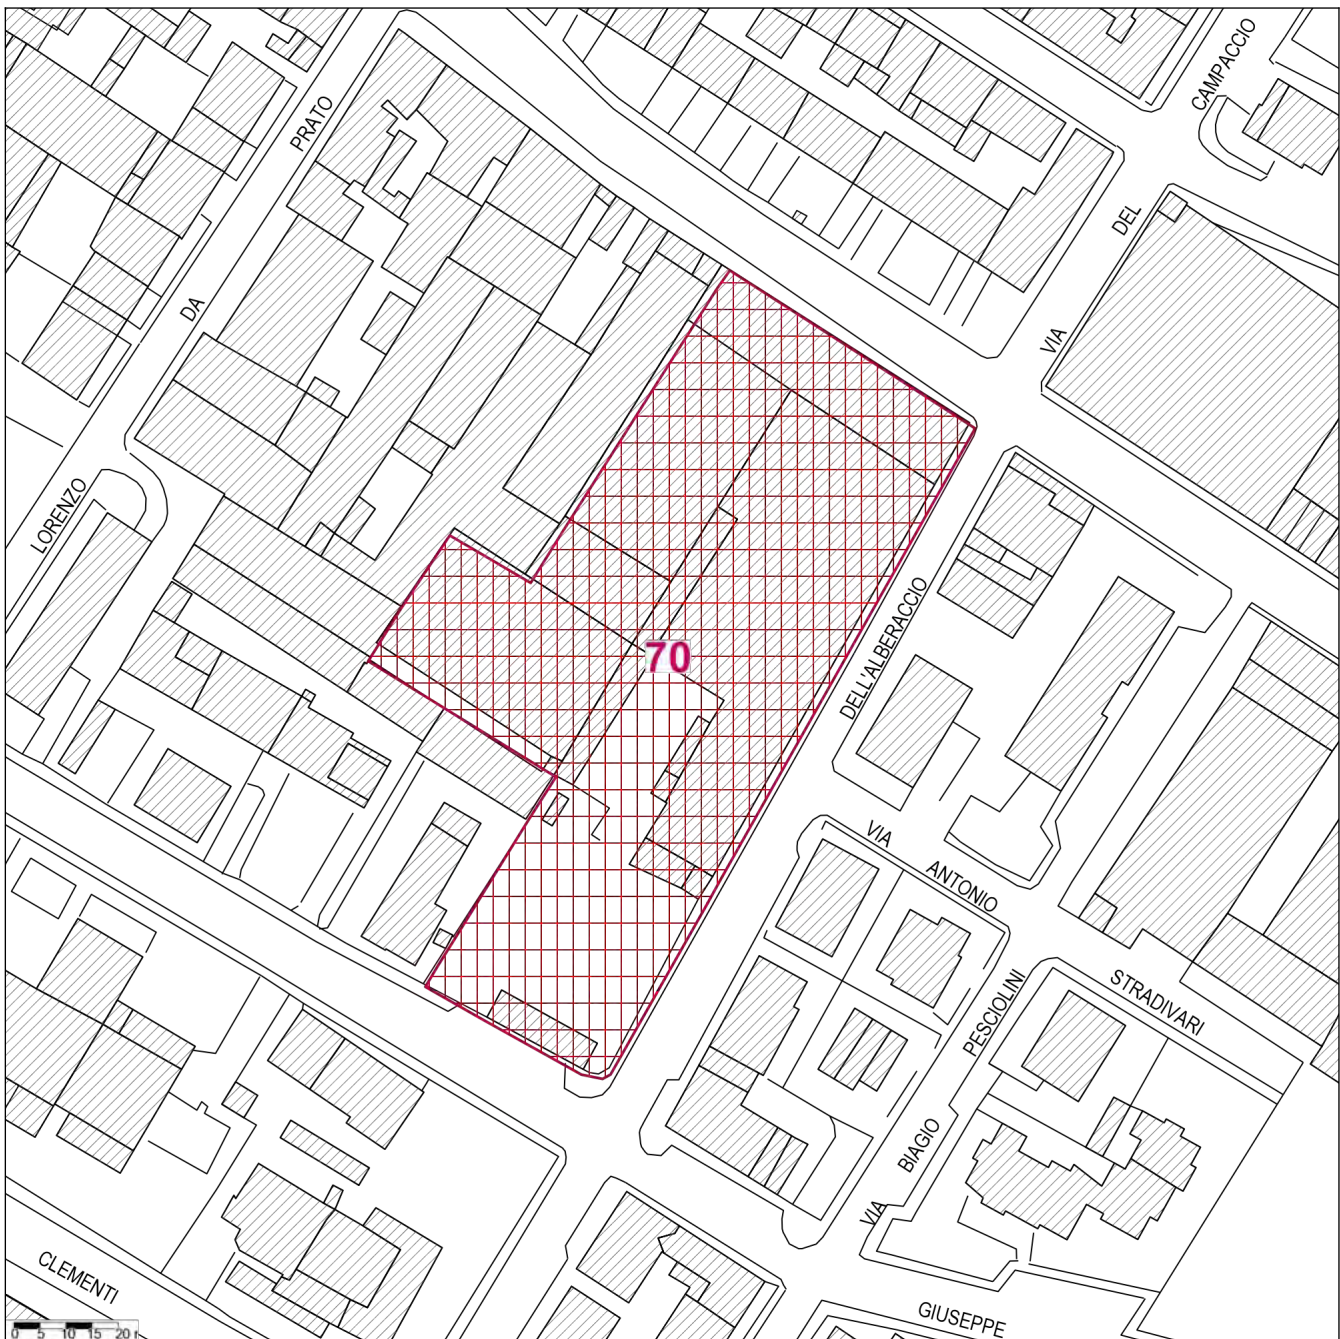 CAMPACCIO
PRATO
DEL
DA
VIA
LORENZO
DELL'ALBERACCIO
70
VIA
ANTONIO
PESCIOLINI
STRADIVARI
BIAGIO
VIA
CLEMENTI
GIUSEPPE
0 5 10 15 20